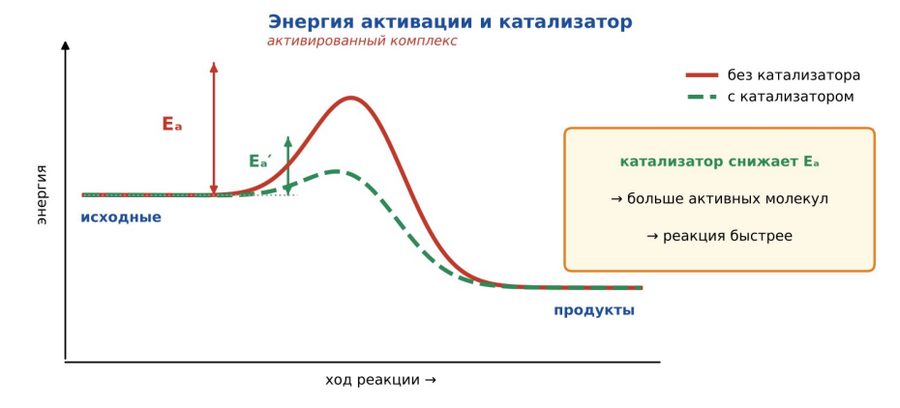 Энергия активации и катализатор
активированный комплекс
без катализатора
с катализатором
Eₐ
Eₐ′
катализатор снижает Eₐ
→ больше активных молекул
→ реакция быстрее
энергия
исходные
продукты
ход реакции →